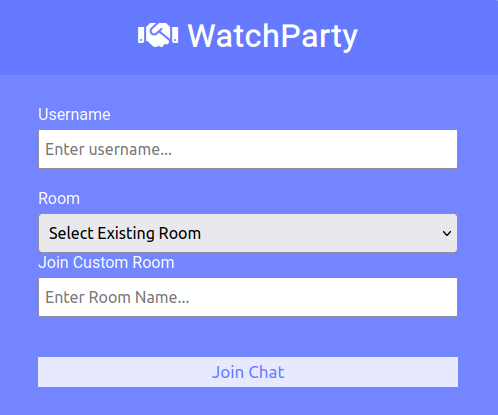 WatchParty
Username
Enter username...
Room
Select Existing Room
Join Custom Room
Enter Room Name...
Join Chat